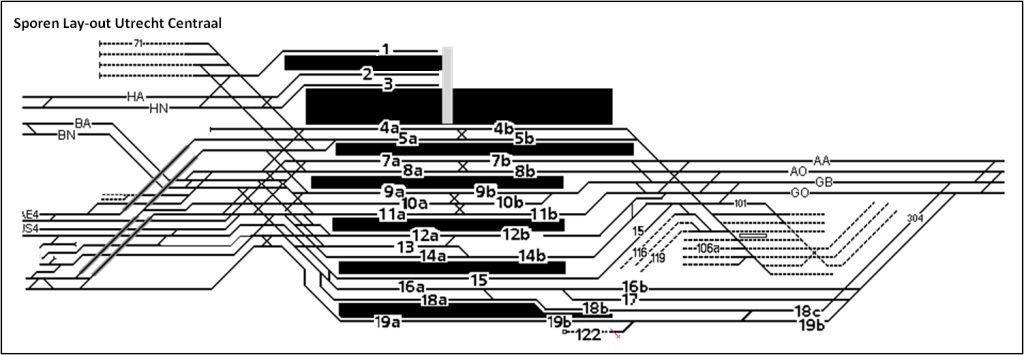 Sporen Lay-out Utrecht Centraal
71
1
2
3
HA
HN
BA
BN
4a 4b
5a 5b
7a 7b
8a 8b
9a 9b
10a 10b
11a 11b
12a 12b
13
14a 14b
15
16a 16b
17
18a 18b 18c
19a 19b 19b
122
AA
AO
GB
GO
101
304
15
116
119
106a
AE4
JS4